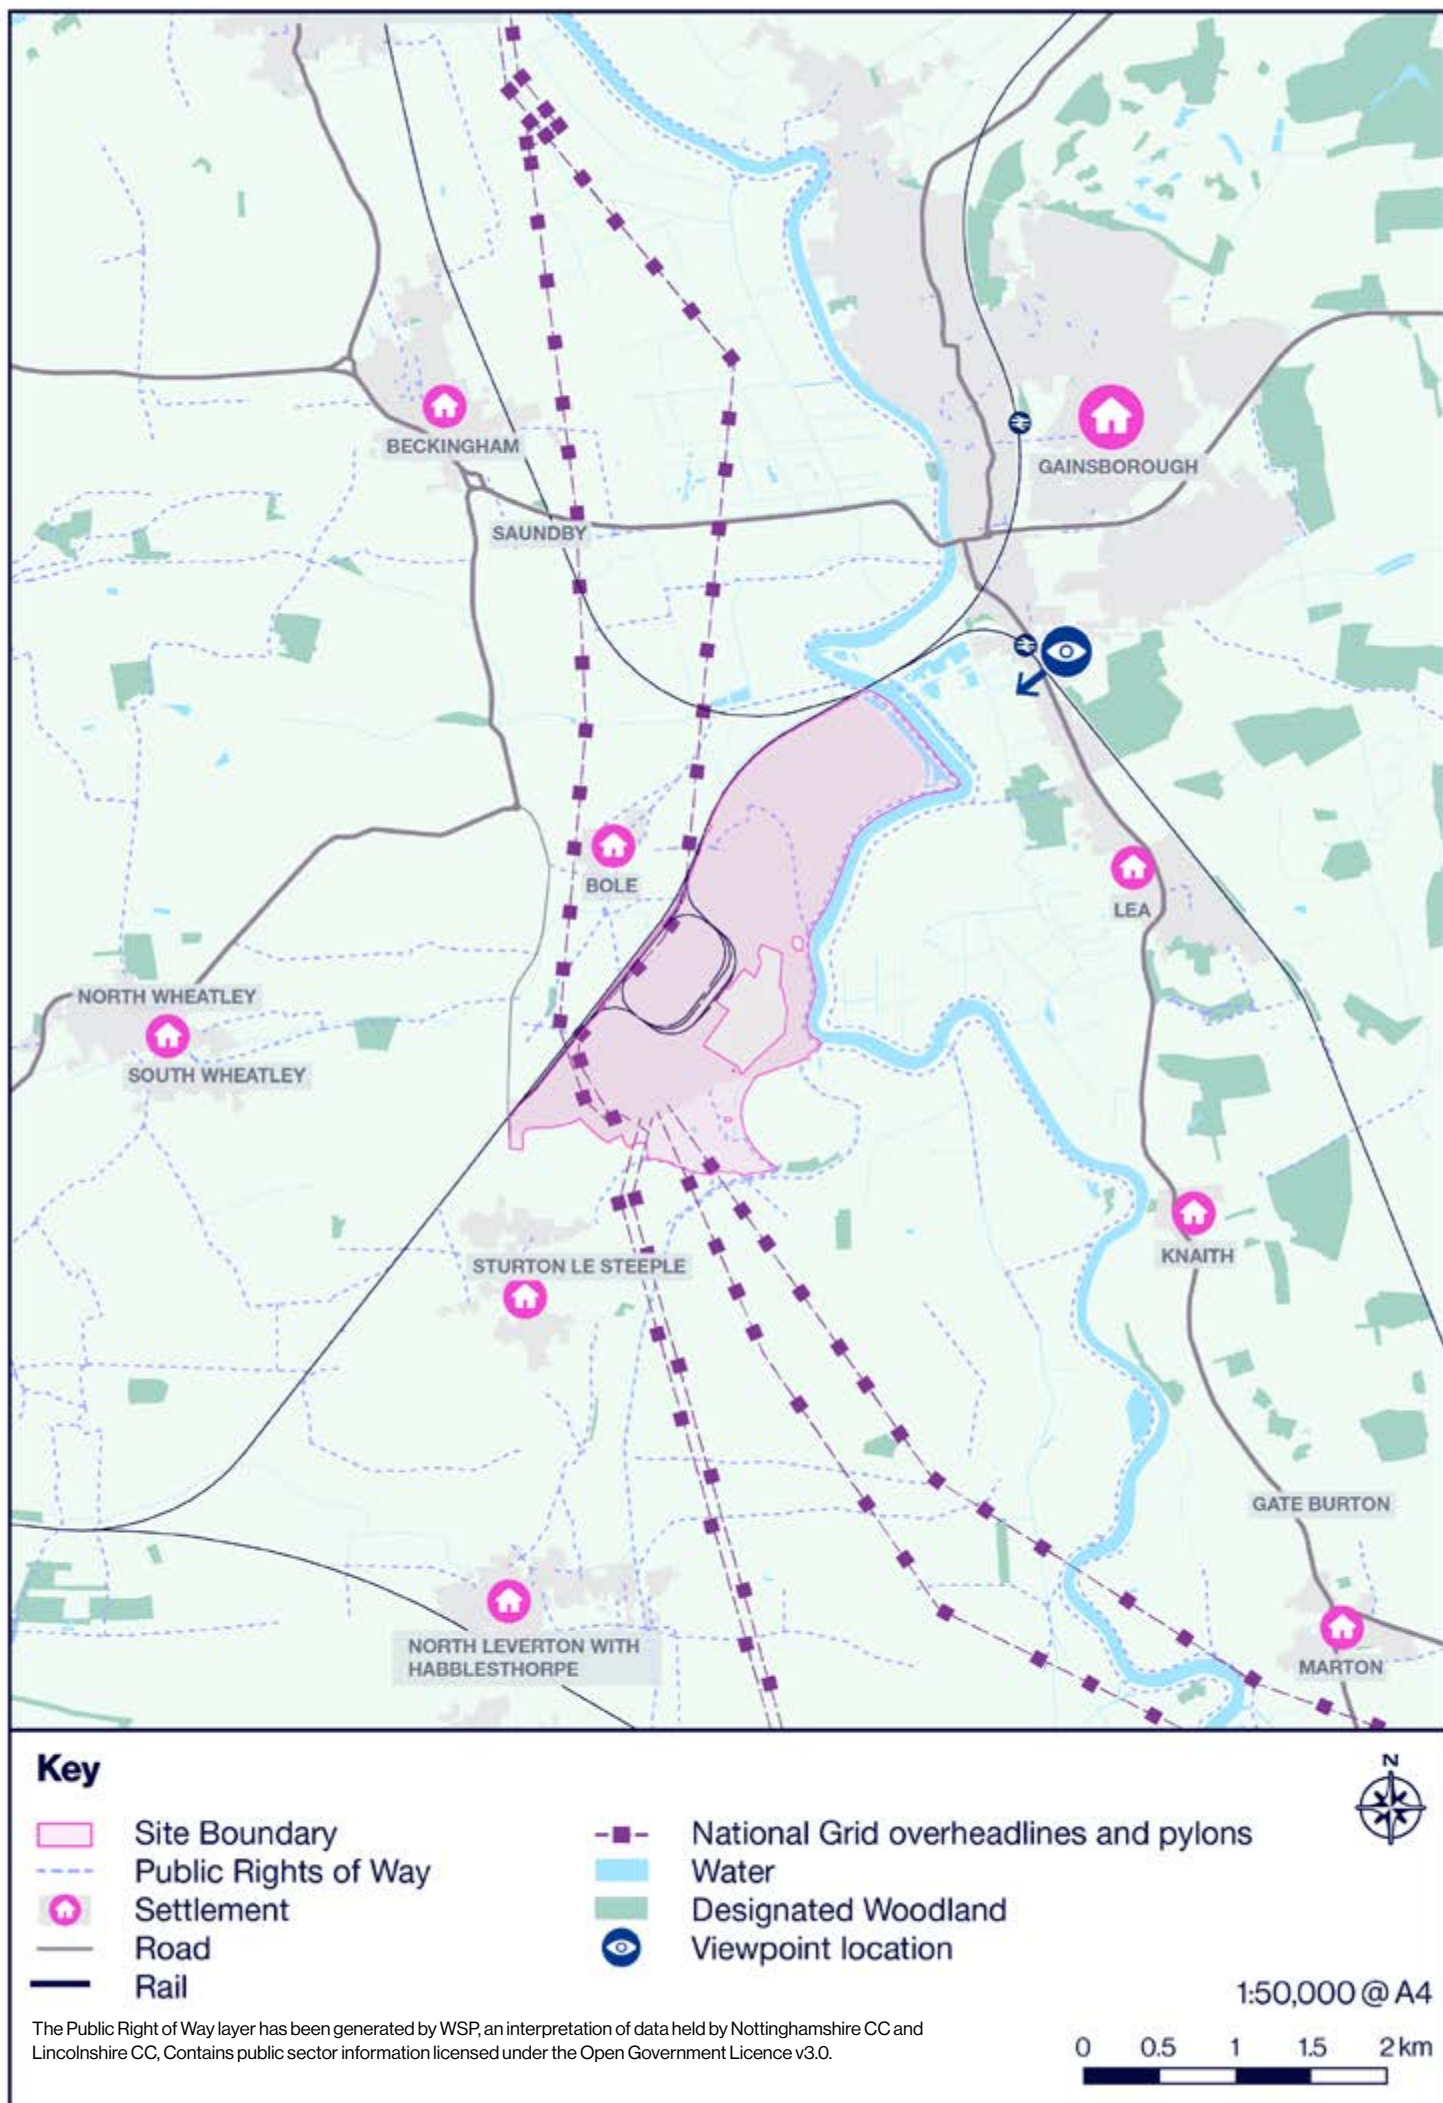 BECKINGHAM
GAINSBOROUGH
SAUNDBY
BOLE
LEA
NORTH WHEATLEY
SOUTH WHEATLEY
KNAITH
STURTON LE STEEPLE
GATE BURTON
NORTH LEVERTON WITH
HABBLESTHORPE
MARTON
Key
N
Site Boundary
Public Rights of Way
Settlement
Road
Rail
National Grid overheadlines and pylons
Water
Designated Woodland
Viewpoint location
1:50,000 @ A4
The Public Right of Way layer has been generated by WSP, an interpretation of data held by Nottinghamshire CC and
Lincolnshire CC, Contains public sector information licensed under the Open Government Licence v3.0.
0 0.5 1 1.5 2 km